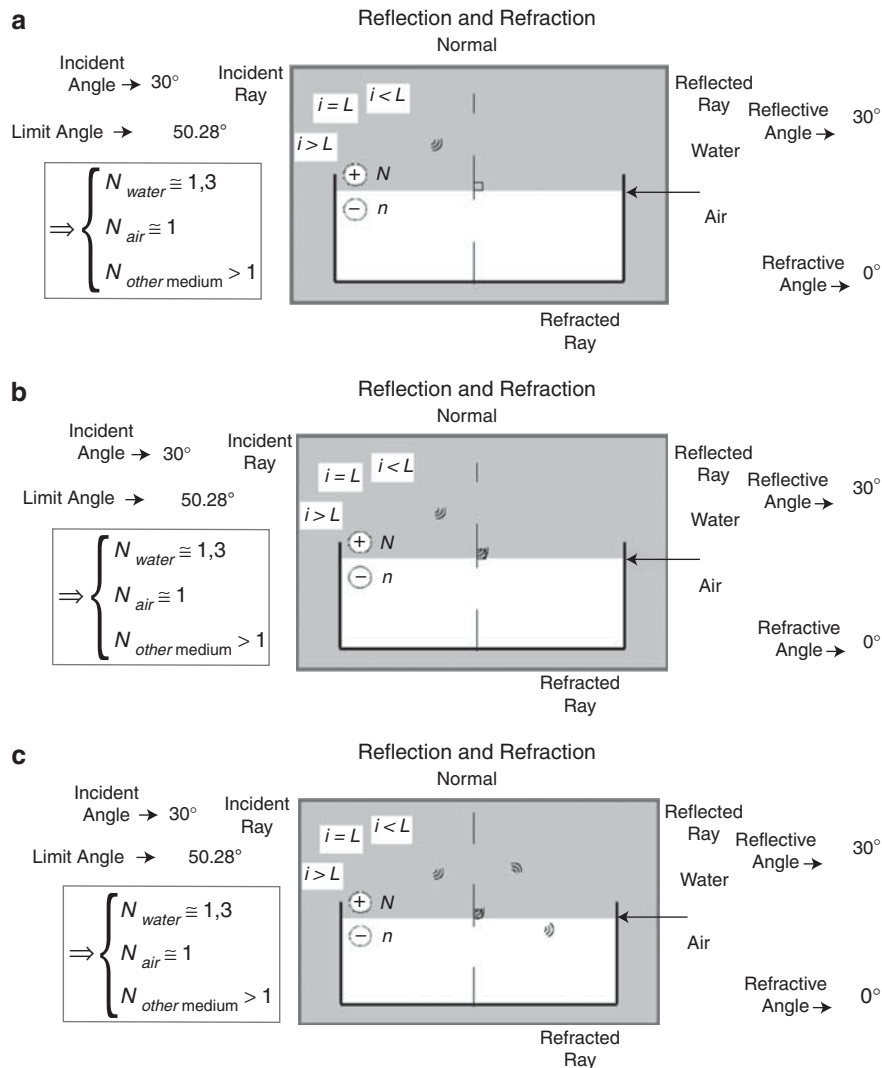 a
Reflection and Refraction
Normal
Incident
Angle → 30°
Incident
Ray
Limit Angle → 50.28°
i = L
i < L
i > L
+ N
− n
Reflected
Ray
Reflective
Angle → 30°
Water
Air
Refractive
Angle → 0°
Refracted
Ray
⇒ { N water ≅ 1,3
N air ≅ 1
N other medium > 1
b
Reflection and Refraction
Normal
Incident
Angle → 30°
Incident
Ray
Limit Angle → 50.28°
i = L
i < L
i > L
+ N
− n
Reflected
Ray
Reflective
Angle → 30°
Water
Air
Refractive
Angle → 0°
Refracted
Ray
⇒ { N water ≅ 1,3
N air ≅ 1
N other medium > 1
c
Reflection and Refraction
Normal
Incident
Angle → 30°
Incident
Ray
Limit Angle → 50.28°
i = L
i < L
i > L
+ N
− n
Reflected
Ray
Reflective
Angle → 30°
Water
Air
Refractive
Angle → 0°
Refracted
Ray
⇒ { N water ≅ 1,3
N air ≅ 1
N other medium > 1